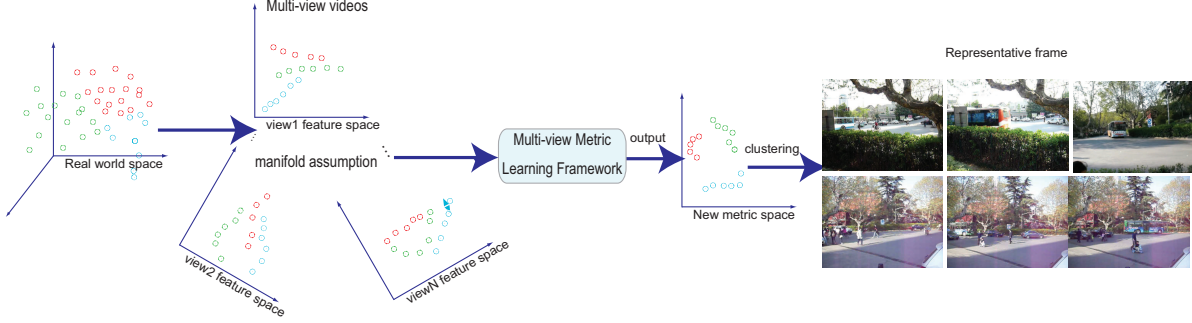 Multi-view videos
Real world space
view1 feature space
manifold assumption
view2 feature space
viewN feature space
Multi-view Metric
Learning Framework
output
New metric space
clustering
Representative frame